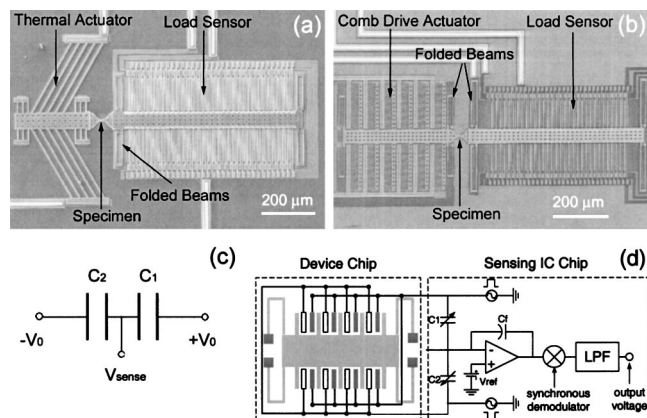 Thermal Actuator
Load Sensor
(a)
Folded Beams
Specimen
200 μm
Comb Drive Actuator
Load Sensor
(b)
Folded Beams
Specimen
200 μm
(c)
C2 C1
-V0
+V0
Vsense
Device Chip
Sensing IC Chip
(d)
C1
Cf
C2
-
+
Vref
LPF
synchronous
demodulator
output
voltage